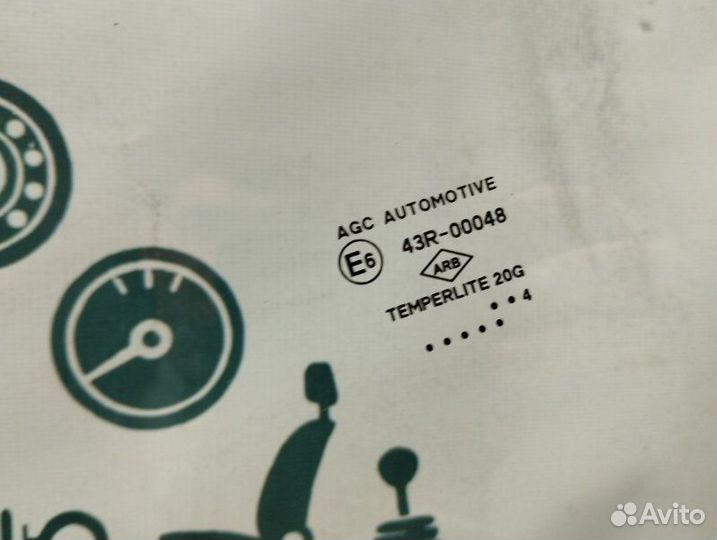 AGC AUTOMOTIVE
E6 43R-00048
ARB
TEMPERLITE 20G
4
Avito